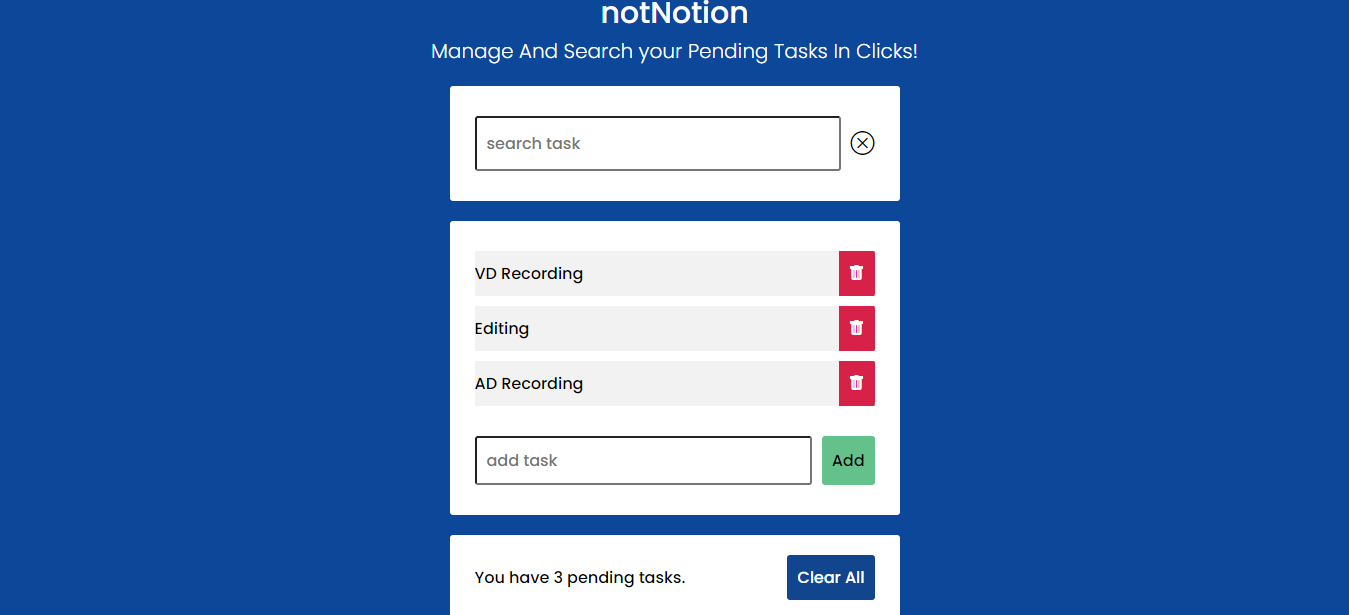 notNotion
Manage And Search your Pending Tasks In Clicks!
search task
VD Recording
Editing
AD Recording
add task
Add
You have 3 pending tasks.
Clear All